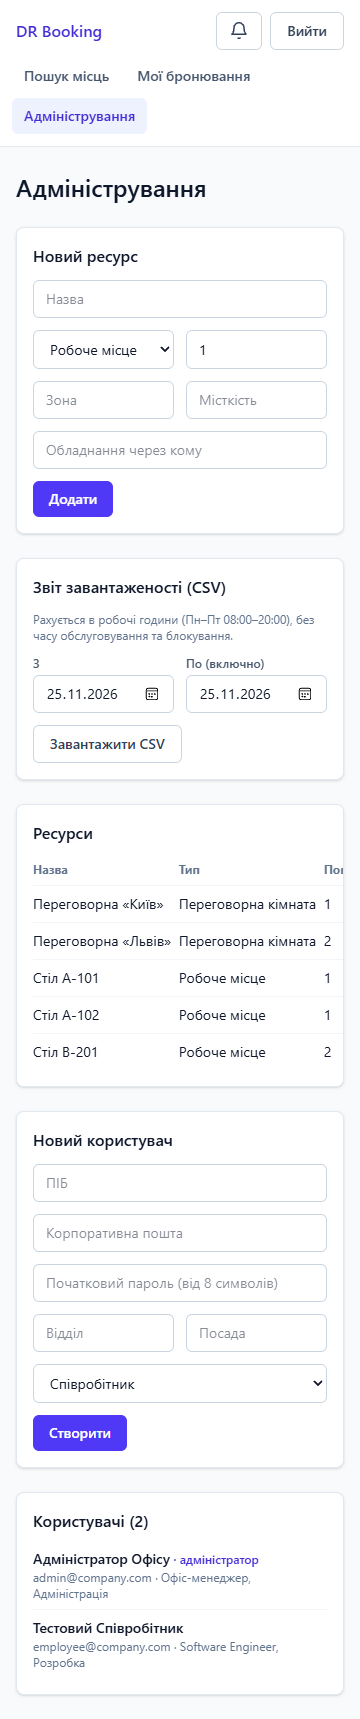 DR Booking
Вийти
Пошук місць Мої бронювання
Адміністрування
Адміністрування
Новий ресурс
Назва
Робоче місце 1
Зона Місткість
Обладнання через кому
Додати
Звіт завантаженості (CSV)
Рахується в робочі години (Пн–Пт 08:00–20:00), без
часу обслуговування та блокування.
З По (включно)
25.11.2026 25.11.2026
Завантажити CSV
Ресурси
Назва Тип
Переговорна «Київ» Переговорна кімната 1
Переговорна «Львів» Переговорна кімната 2
Стіл A-101 Робоче місце 1
Стіл A-102 Робоче місце 1
Стіл B-201 Робоче місце 2
Новий користувач
ПІБ
Корпоративна пошта
Початковий пароль (від 8 символів)
Відділ Посада
Співробітник
Створити
Користувачі (2)
Адміністратор Офісу · адміністратор
admin@company.com · Офіс-менеджер,
Адміністрація
Тестовий Співробітник
employee@company.com · Software Engineer,
Розробка